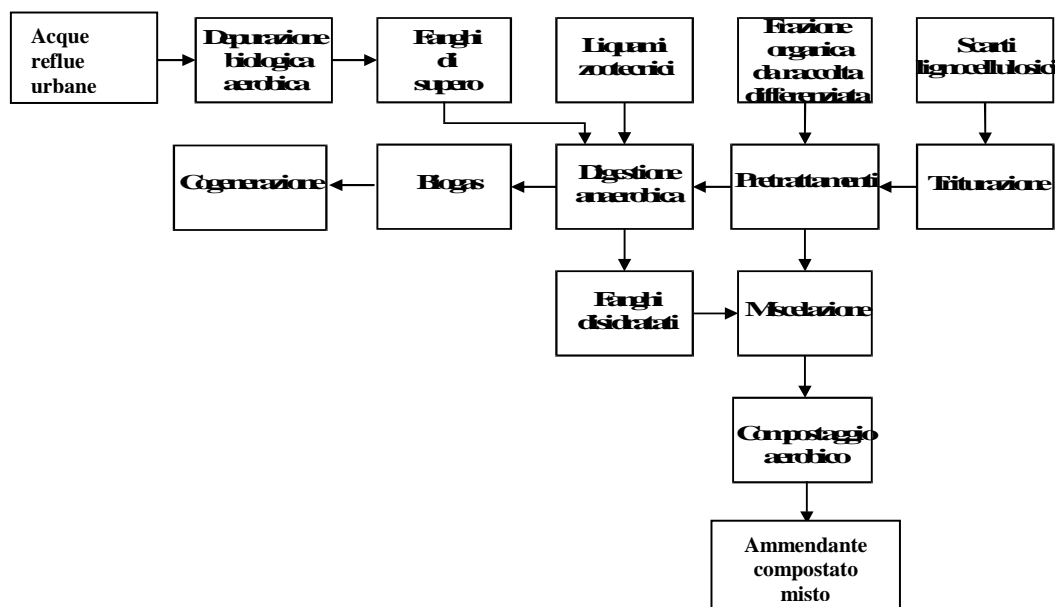 Acque
reflue
urbane
Depurazione
biologica
aerobica
Fanghi
di
supero
Liquami
zootecnici
Frazione
organica
da raccolta
differenziata
Scarti
lignocellulosici
Cogenerazione
Biogas
Digestione
anaerobica
Pretrattamenti
Triturazione
Fanghi
disidratati
Miscelazione
Compostaggio
aerobico
Ammendante
compostato
misto